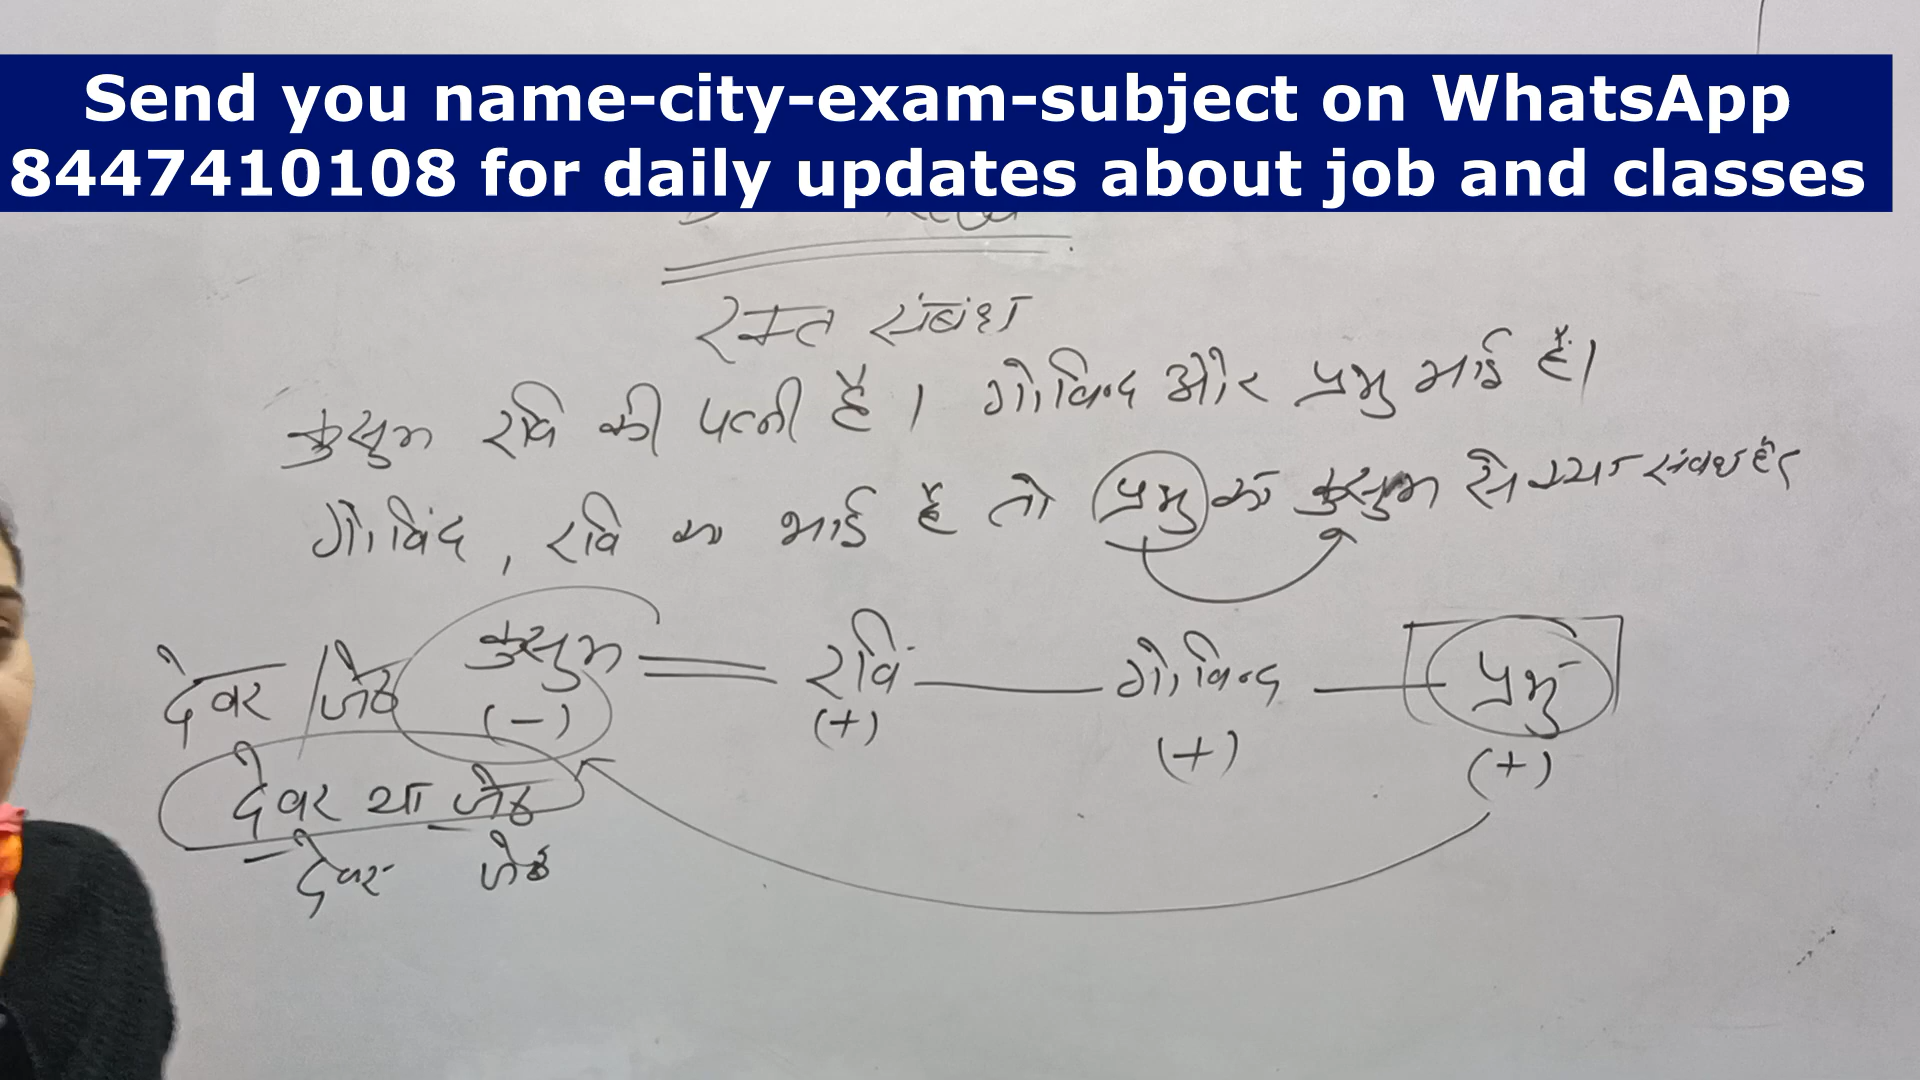 Send you name-city-exam-subject on WhatsApp
8447410108 for daily updates about job and classes
रक्त संबंध
कुसुम रवि की पत्नी है। गोविन्द और प्रभु भाई हैं।
गोविंद, रवि का भाई है तो प्रभु का कुसुम से क्या संबंध है
कुसुम रवि गोविन्द प्रभु
देवर / जेठ (-) (+) (+) (+)
देवर या जेठ
देवर जेठ